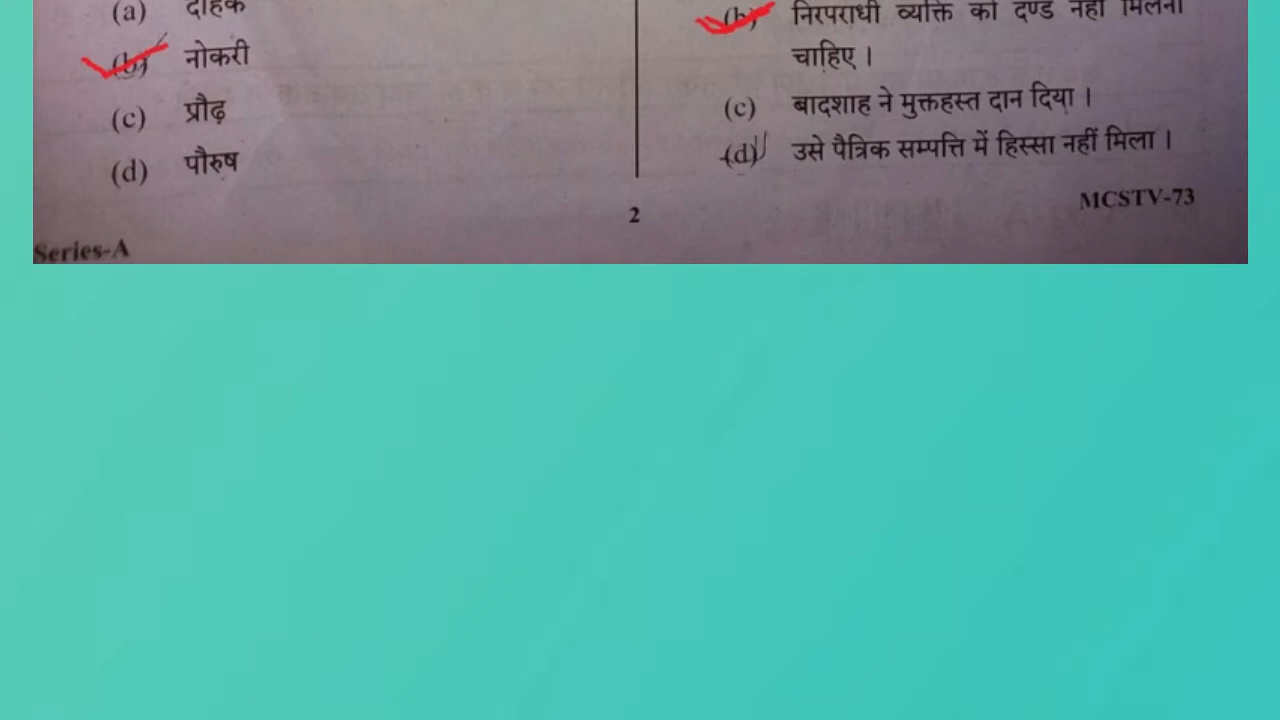 (a) दाहक
(b) नोकरी
(c) प्रौढ़
(d) पौरुष
(b) निरपराधी व्यक्ति को दण्ड नहीं मिलना
चाहिए ।
(c) बादशाह ने मुक्तहस्त दान दिया ।
(d) उसे पैत्रिक सम्पत्ति में हिस्सा नहीं मिला ।
MCSTV-73
2
Series-A